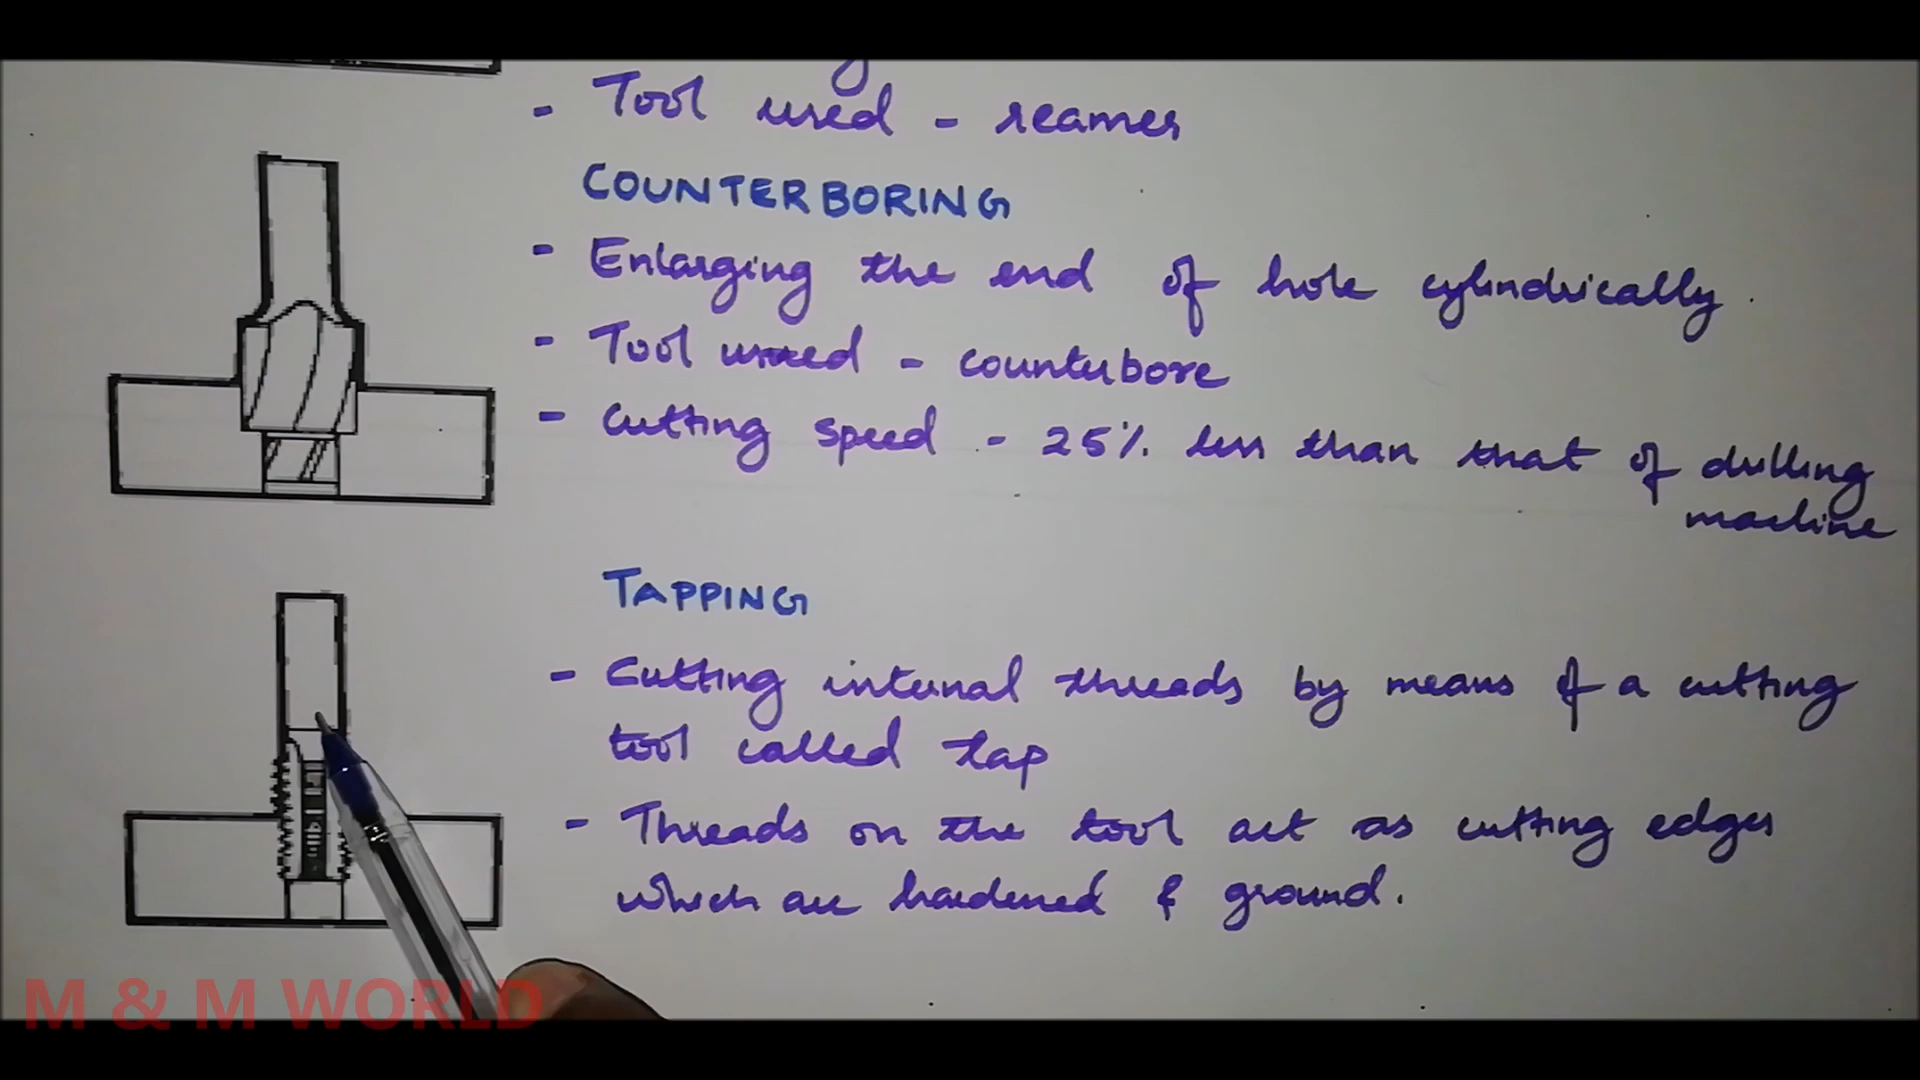 - Tool used - reamer
COUNTERBORING
- Enlarging the end of hole cylindrically.
- Tool used - counterbore
- Cutting speed - 25% less than that of drilling
machine
TAPPING
- Cutting internal threads by means of a cutting
tool called tap
- Threads on the tool act as cutting edges
which are hardened & ground.
M & M WORLD